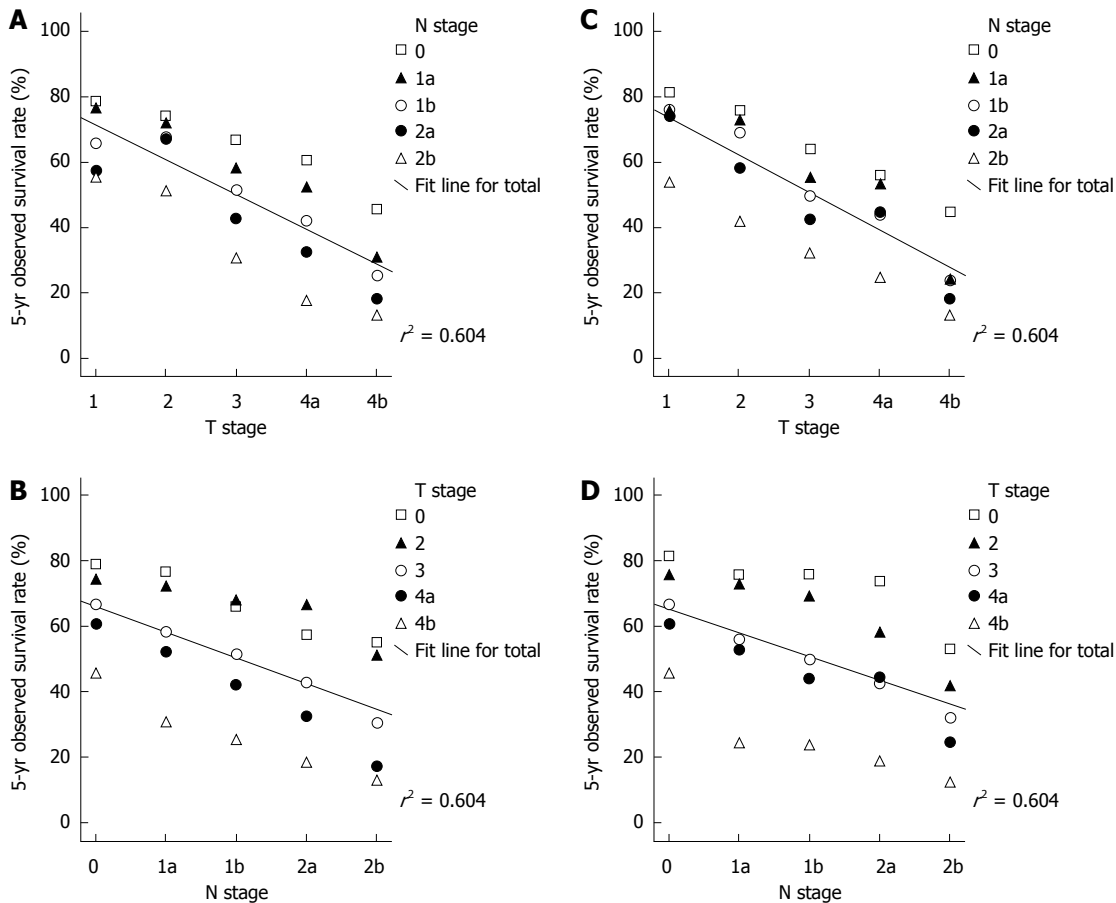 A
5-yr observed survival rate (%)
100
80
60
40
20
0
1 2 3 4a 4b
T stage
N stage
0
1a
1b
2a
2b
Fit line for total
r² = 0.604
C
5-yr observed survival rate (%)
100
80
60
40
20
0
1 2 3 4a 4b
T stage
N stage
0
1a
1b
2a
2b
Fit line for total
r² = 0.604
B
5-yr observed survival rate (%)
100
80
60
40
20
0
0 1a 1b 2a 2b
N stage
T stage
0
2
3
4a
4b
Fit line for total
r² = 0.604
D
5-yr observed survival rate (%)
100
80
60
40
20
0
0 1a 1b 2a 2b
N stage
T stage
0
2
3
4a
4b
Fit line for total
r² = 0.604